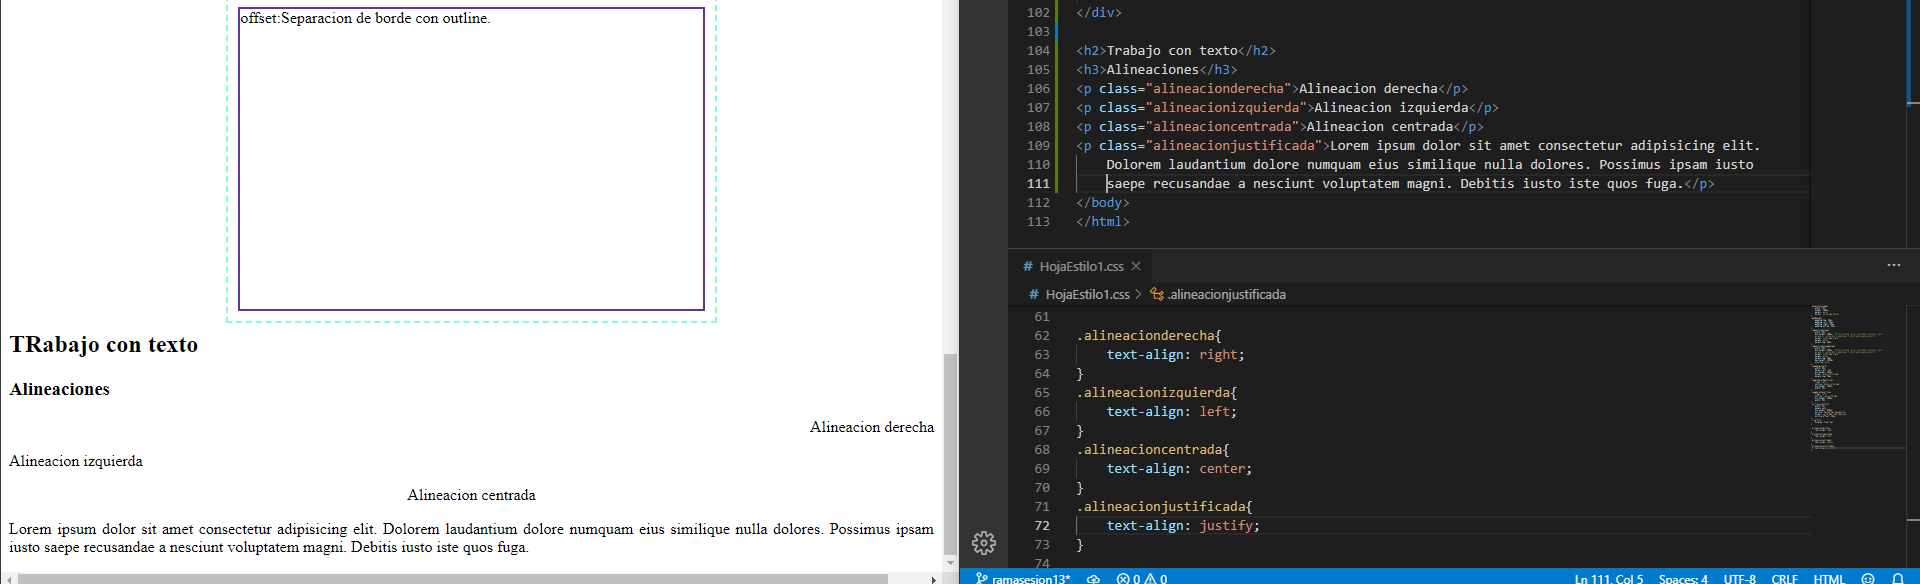 offset:Separacion de borde con outline.
TRabajo con texto
Alineaciones
Alineacion derecha
Alineacion izquierda
Alineacion centrada
Lorem ipsum dolor sit amet consectetur adipisicing elit. Dolorem laudantium dolore numquam eius similique nulla dolores. Possimus ipsam
iusto saepe recusandae a nesciunt voluptatem magni. Debitis iusto iste quos fuga.
102 </div>
103
104 <h2>Trabajo con texto</h2>
105 <h3>Alineaciones</h3>
106 <p class="alineacionderecha">Alineacion derecha</p>
107 <p class="alineacionizquierda">Alineacion izquierda</p>
108 <p class="alineacioncentrada">Alineacion centrada</p>
109 <p class="alineacionjustificada">Lorem ipsum dolor sit amet consectetur adipisicing elit.
110 Dolorem laudantium dolore numquam eius similique nulla dolores. Possimus ipsam iusto
111 saepe recusandae a nesciunt voluptatem magni. Debitis iusto iste quos fuga.</p>
112 </body>
113 </html>
# HojaEstilo1.css × ···
# HojaEstilo1.css > .alineacionjustificada
61
62 .alineacionderecha{
63 text-align: right;
64 }
65 .alineacionizquierda{
66 text-align: left;
67 }
68 .alineacioncentrada{
69 text-align: center;
70 }
71 .alineacionjustificada{
72 text-align: justify;
73 }
74
ramasesion13* 0 0 Ln 111, Col 5 Spaces: 4 UTF-8 CRLF HTML